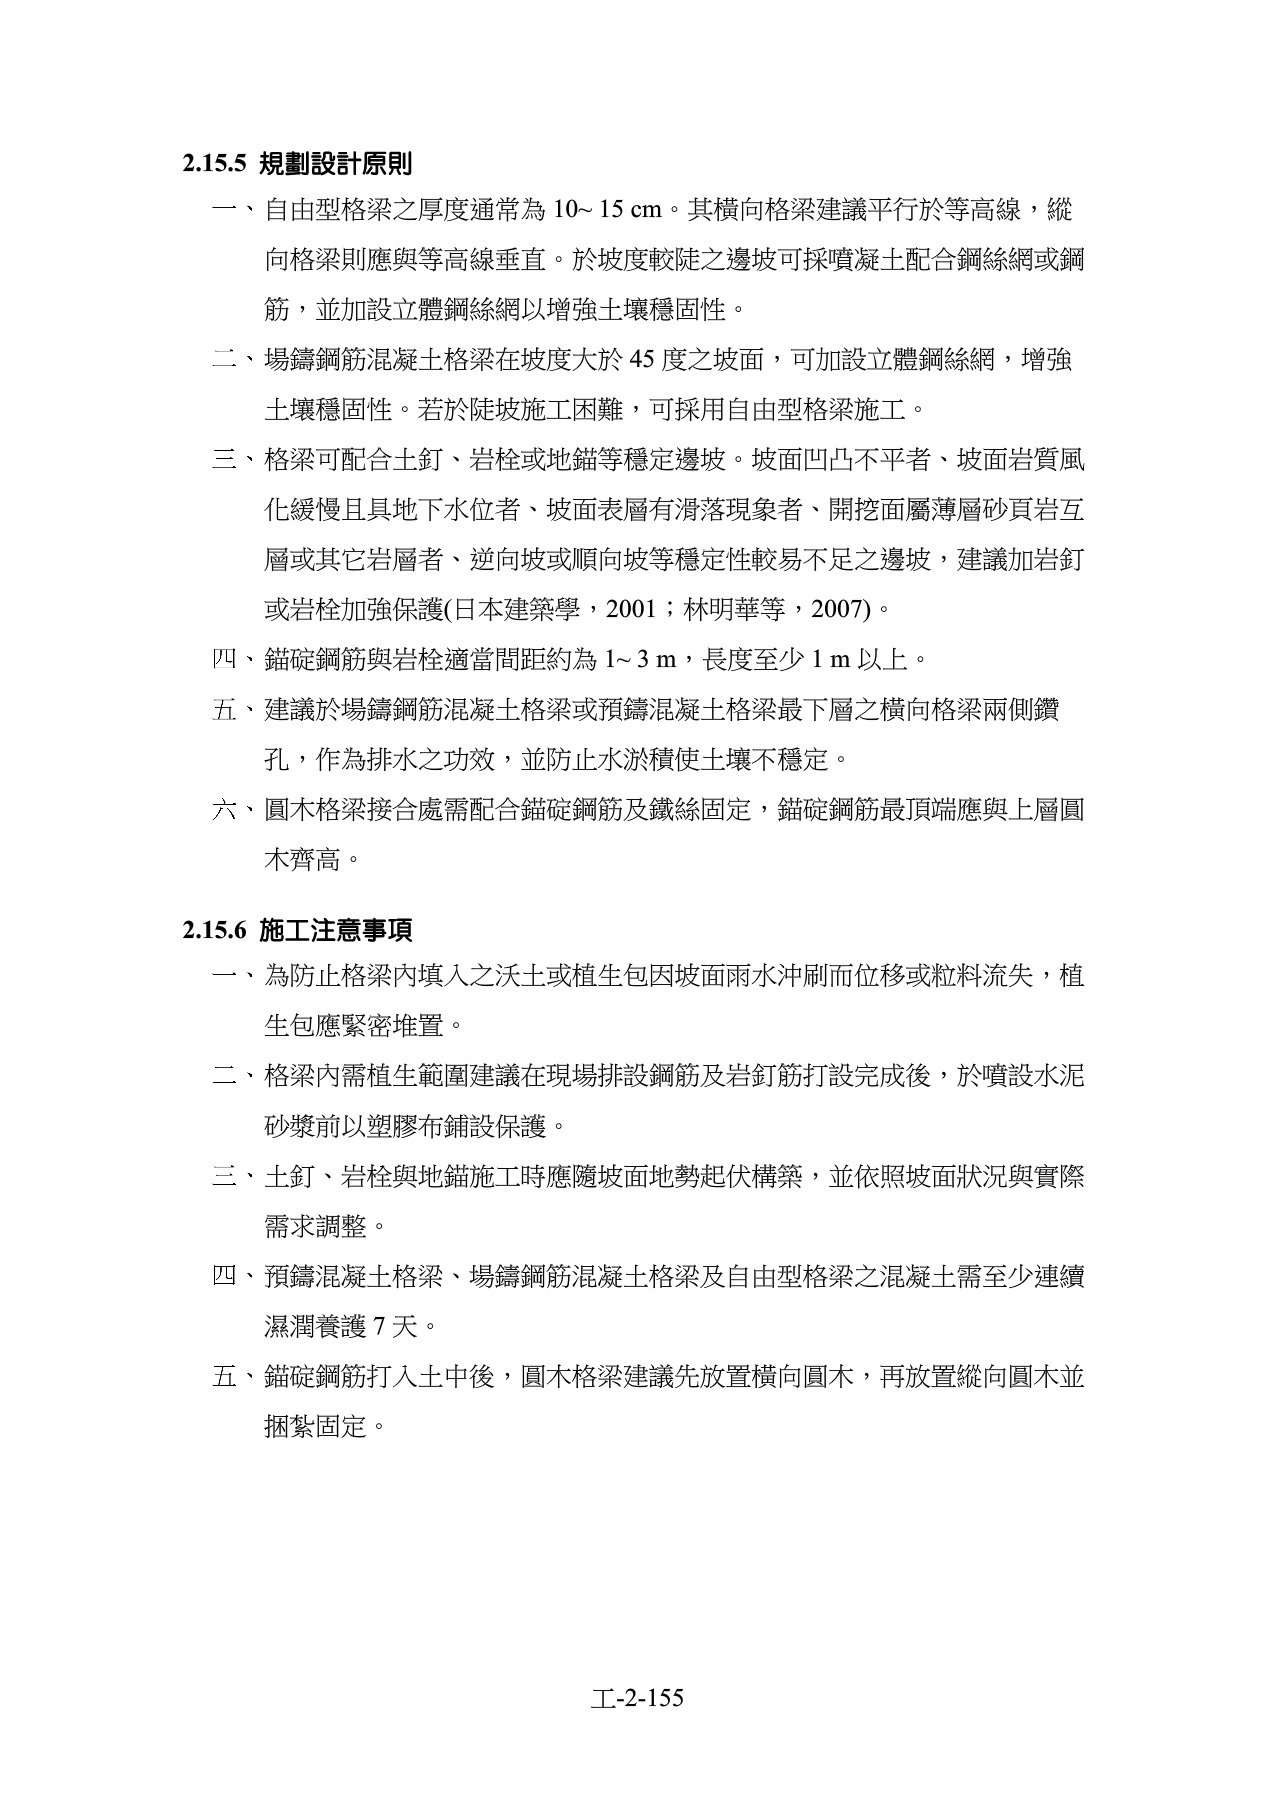 2.15.5 規劃設計原則
一、自由型格梁之厚度通常為 10~ 15 cm。其橫向格梁建議平行於等高線，縱
向格梁則應與等高線垂直。於坡度較陡之邊坡可採噴凝土配合鋼絲網或鋼
筋，並加設立體鋼絲網以增強土壤穩固性。
二、場鑄鋼筋混凝土格梁在坡度大於 45 度之坡面，可加設立體鋼絲網，增強
土壤穩固性。若於陡坡施工困難，可採用自由型格梁施工。
三、格梁可配合土釘、岩栓或地錨等穩定邊坡。坡面凹凸不平者、坡面岩質風
化緩慢且具地下水位者、坡面表層有滑落現象者、開挖面屬薄層砂頁岩互
層或其它岩層者、逆向坡或順向坡等穩定性較易不足之邊坡，建議加岩釘
或岩栓加強保護(日本建築學，2001；林明華等，2007)。
四、錨碇鋼筋與岩栓適當間距約為 1~ 3 m，長度至少 1 m 以上。
五、建議於場鑄鋼筋混凝土格梁或預鑄混凝土格梁最下層之橫向格梁兩側鑽
孔，作為排水之功效，並防止水淤積使土壤不穩定。
六、圓木格梁接合處需配合錨碇鋼筋及鐵絲固定，錨碇鋼筋最頂端應與上層圓
木齊高。
2.15.6 施工注意事項
一、為防止格梁內填入之沃土或植生包因坡面雨水沖刷而位移或粒料流失，植
生包應緊密堆置。
二、格梁內需植生範圍建議在現場排設鋼筋及岩釘筋打設完成後，於噴設水泥
砂漿前以塑膠布鋪設保護。
三、土釘、岩栓與地錨施工時應隨坡面地勢起伏構築，並依照坡面狀況與實際
需求調整。
四、預鑄混凝土格梁、場鑄鋼筋混凝土格梁及自由型格梁之混凝土需至少連續
濕潤養護 7 天。
五、錨碇鋼筋打入土中後，圓木格梁建議先放置橫向圓木，再放置縱向圓木並
捆紮固定。
工-2-155